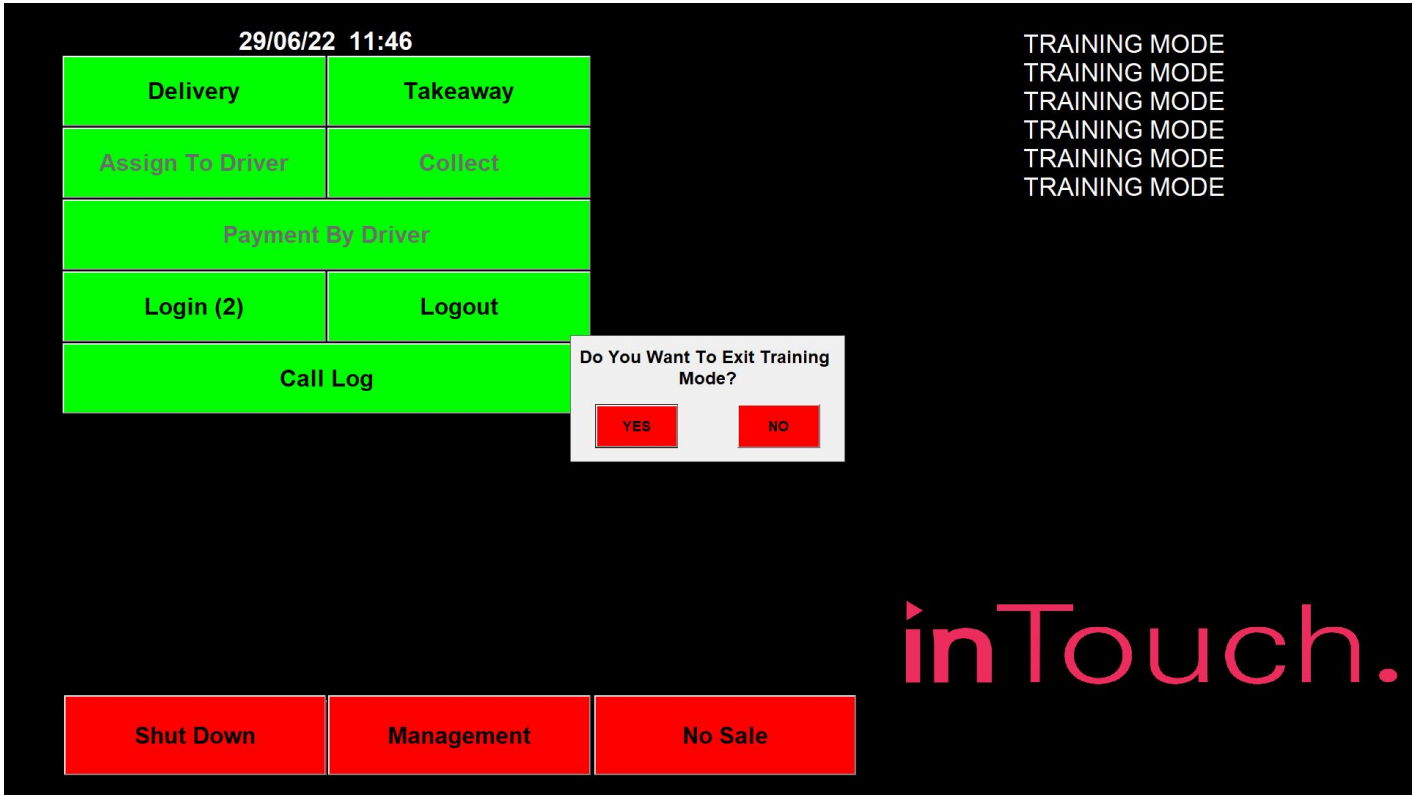 29/06/22 11:46
Delivery
Takeaway
Assign To Driver
Collect
Payment By Driver
Login (2)
Logout
Call Log
TRAINING MODE
TRAINING MODE
TRAINING MODE
TRAINING MODE
TRAINING MODE
TRAINING MODE
Do You Want To Exit Training
Mode?
YES
NO
inTouch.
Shut Down
Management
No Sale